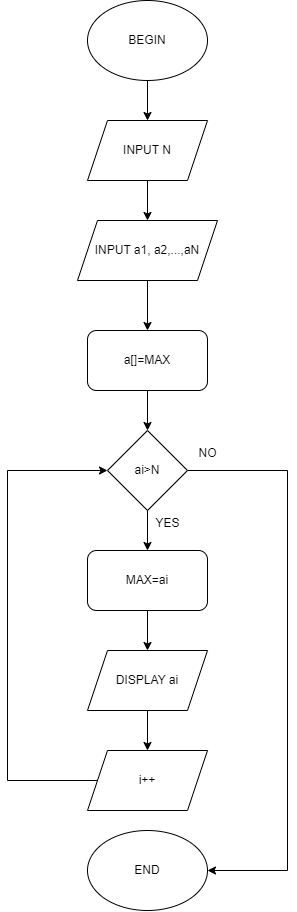 BEGIN
INPUT N
INPUT a1, a2,...,aN
a[]=MAX
ai>N
NO
YES
MAX=ai
DISPLAY ai
i++
END